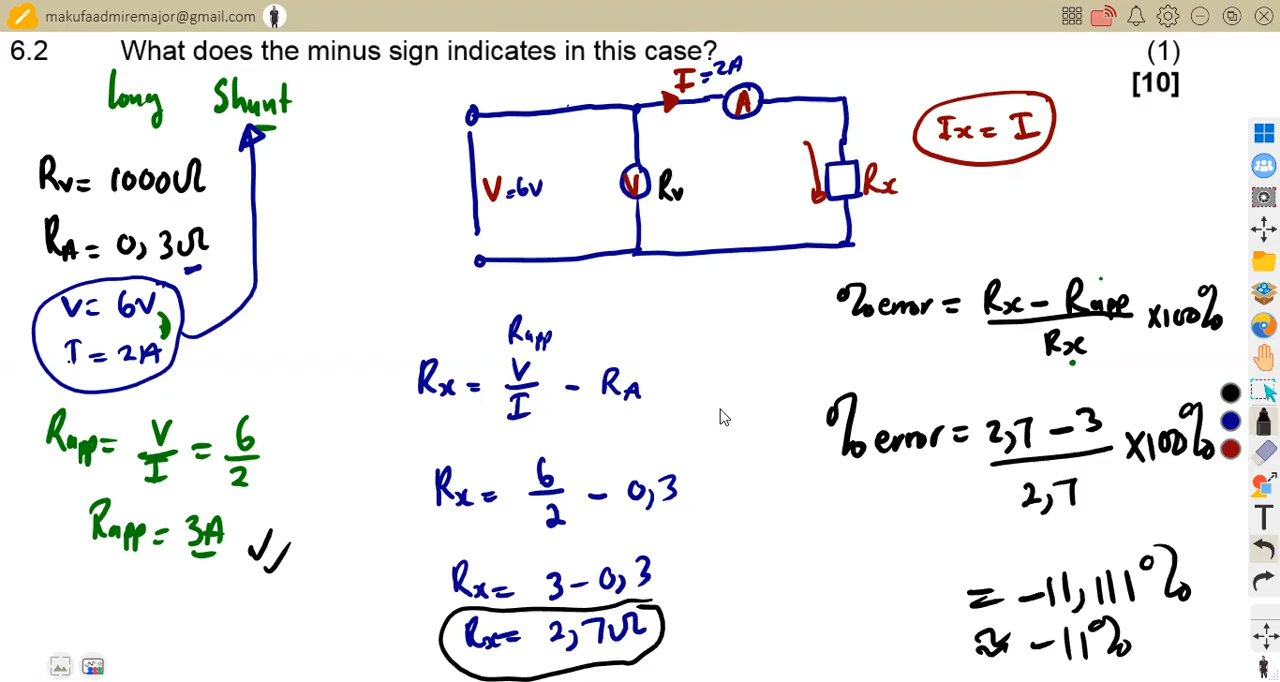 makufaadmiremajor@gmail.com
6.2 What does the minus sign indicates in this case? (1)
[10]
Long Shunt
Rv = 1000Ω
RA = 0,3Ω
V = 6V
I = 2A
Rapp = V/I = 6/2
Rapp = 3A ✓✓
I = 2A
A
V = 6V
V
Rv
Rx
Ix = I
Rapp
Rx = V/I - RA
Rx = 6/2 - 0,3
Rx = 3 - 0,3
Rx = 2,7Ω
% error = Rx - Rapp / Rx × 100%
% error = 2,7 - 3 / 2,7 × 100%
= -11,111%
≈ -11%
T